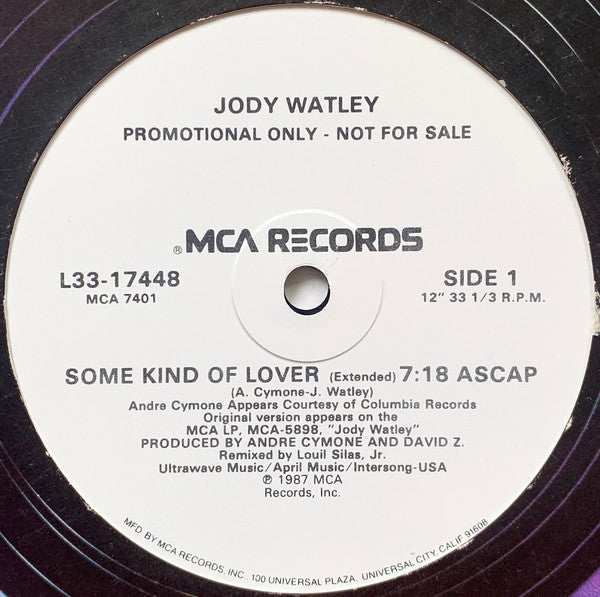 JODY WATLEY
PROMOTIONAL ONLY - NOT FOR SALE
® MCA RECORDS
L33-17448
MCA 7401
SIDE 1
12" 33 1/3 R.P.M.
SOME KIND OF LOVER (Extended) 7:18 ASCAP
(A. Cymone-J. Watley)
Andre Cymone Appears Courtesy of Columbia Records
Original version appears on the
MCA LP, MCA-5898, "Jody Watley"
PRODUCED BY ANDRE CYMONE AND DAVID Z.
Remixed by Louil Silas, Jr.
Ultrawave Music/April Music/Intersong-USA
℗ 1987 MCA
Records, Inc.
MFD. BY MCA RECORDS, INC., 100 UNIVERSAL PLAZA, UNIVERSAL CITY, CALIF. 91608